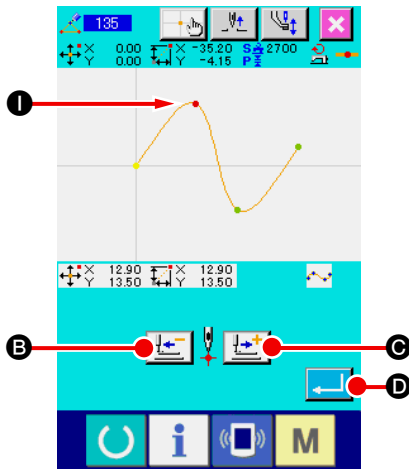 135
X 0.00 X -35.20 S 2700
Y 0.00 Y -4.15 P
I
X 12.90 X 12.90
Y 13.50 Y 13.50
B
C
D
i M